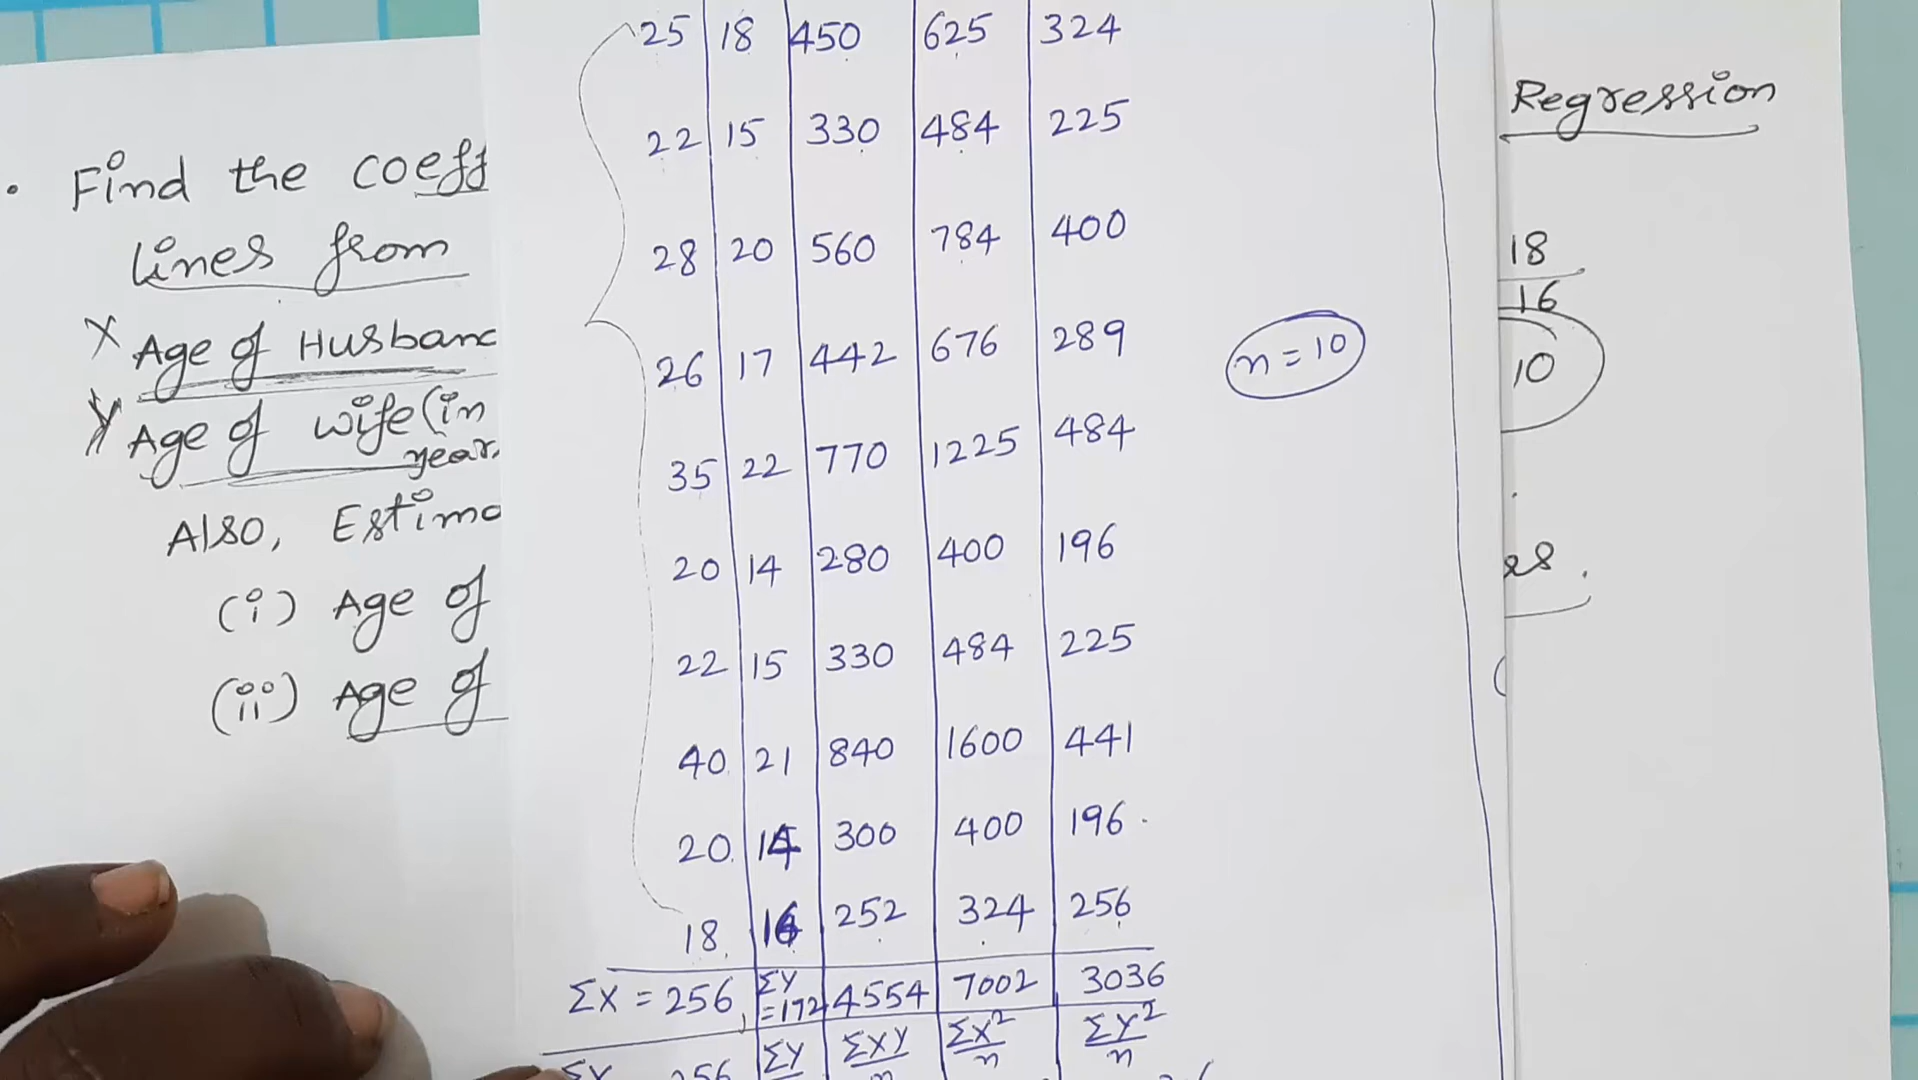 Find the coeff
lines from
X Age of Husband
Y Age of wife (in
year.
Also, Estima
(i) Age of
(ii) Age of
25 18 450 625 324
22 15 330 484 225
28 20 560 784 400
26 17 442 676 289
35 22 770 1225 484
20 14 280 400 196
22 15 330 484 225
40 21 840 1600 441
20 14 300 400 196
18 16 252 324 256
ΣX = 256 ΣY = 172 4554 7002 3036
ΣX 256 ΣY ΣXY/n ΣX²/n ΣY²/n
n = 10
Regression
18
16
10
es.